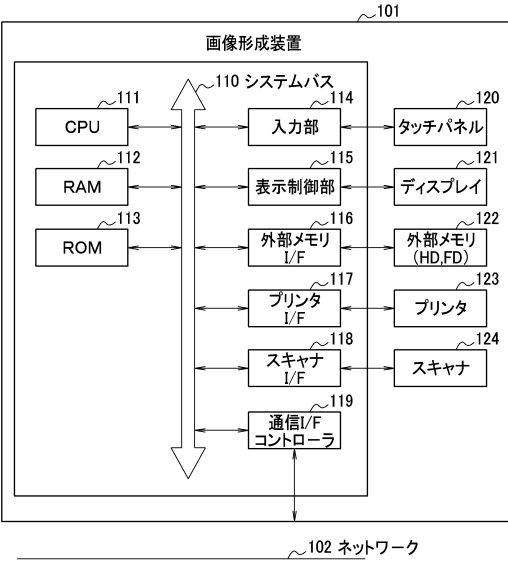 101
画像形成装置
110 システムバス
111
CPU
112
RAM
113
ROM
114
入力部
115
表示制御部
116
外部メモリ
I/F
117
プリンタ
I/F
118
スキャナ
I/F
119
通信I/F
コントローラ
120
タッチパネル
121
ディスプレイ
122
外部メモリ
(HD,FD)
123
プリンタ
124
スキャナ
102 ネットワーク